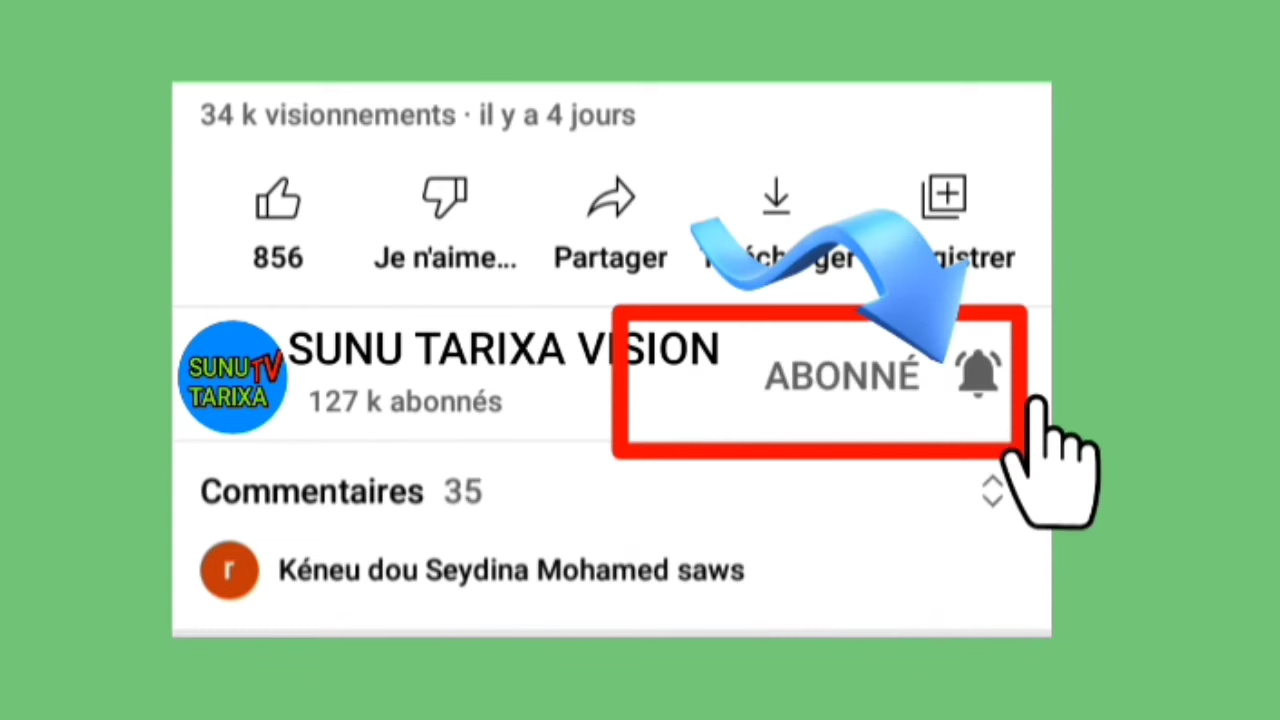 34 k visionnements · il y a 4 jours
856 Je n'aime... Partager
SUNU TARIXA VISION
SUNU TV
TARIXA
127 k abonnés
ABONNÉ
Commentaires 35
r Kéneu dou Seydina Mohamed saws